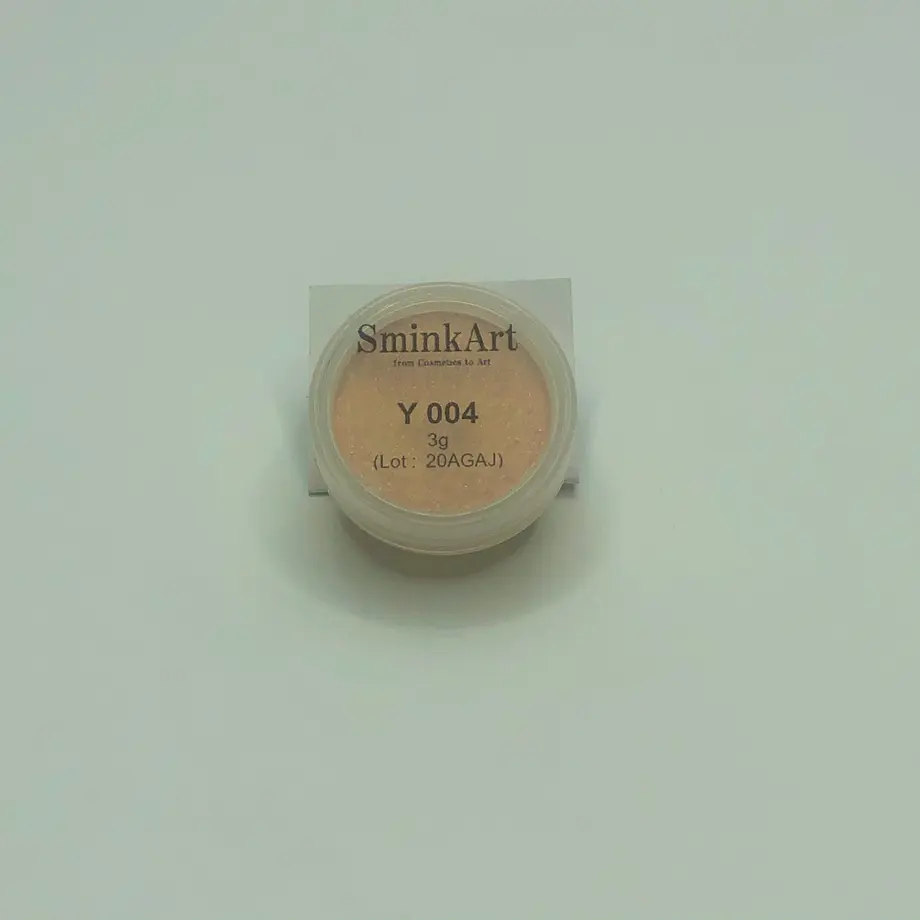 SminkArt
from Cosmetics to Art
Y 004
3g
(Lot : 20AGAJ)